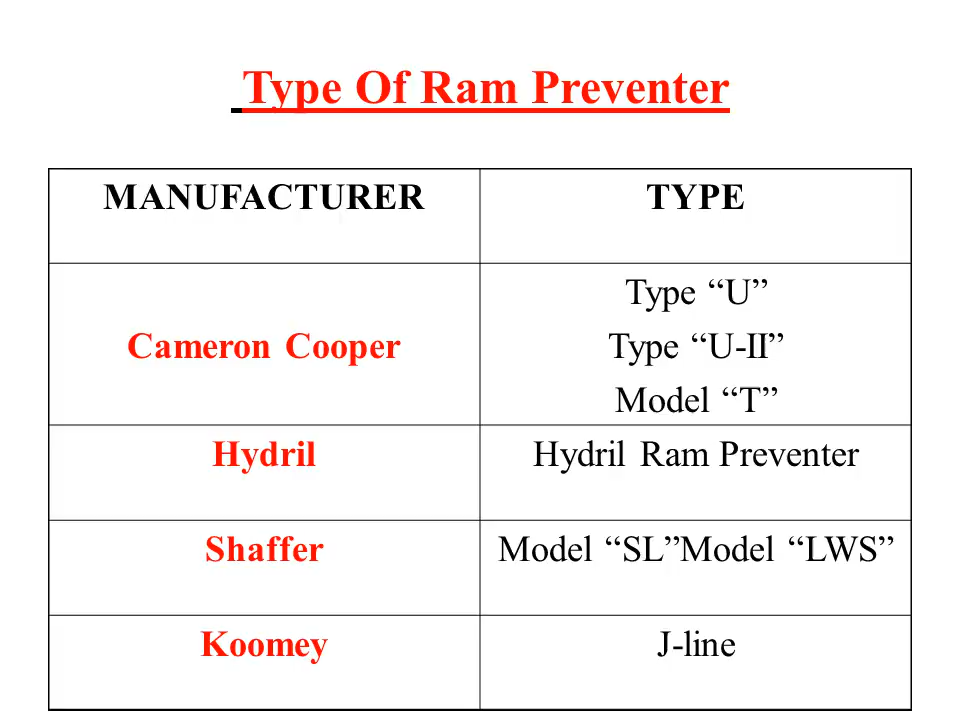 Type Of Ram Preventer
MANUFACTURER
TYPE
Cameron Cooper
Type “U”
Type “U-II”
Model “T”
Hydril
Hydril Ram Preventer
Shaffer
Model “SL”Model “LWS”
Koomey
J-line